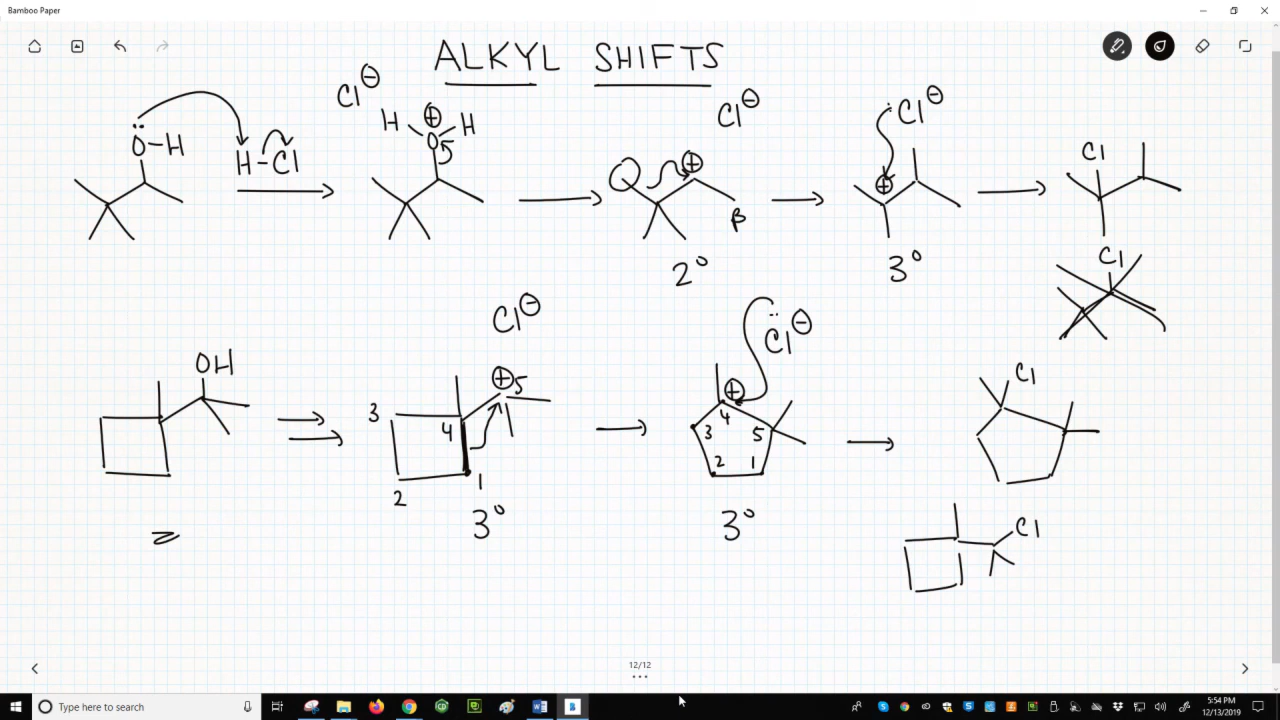 Bamboo Paper
ALKYL SHIFTS
Cl⊖
H ⊕ H
O 5
Ö-H
H-Cl
Cl⊖
⊕
β
2°
:Cl⊖
⊕
3°
Cl
Cl
OH
Cl⊖
⊕ 5
3
4
2
1
3°
:Cl⊖
⊕
4
3
5
2
1
3°
Cl
Cl
12/12
Type here to search
5:54 PM
12/13/2019